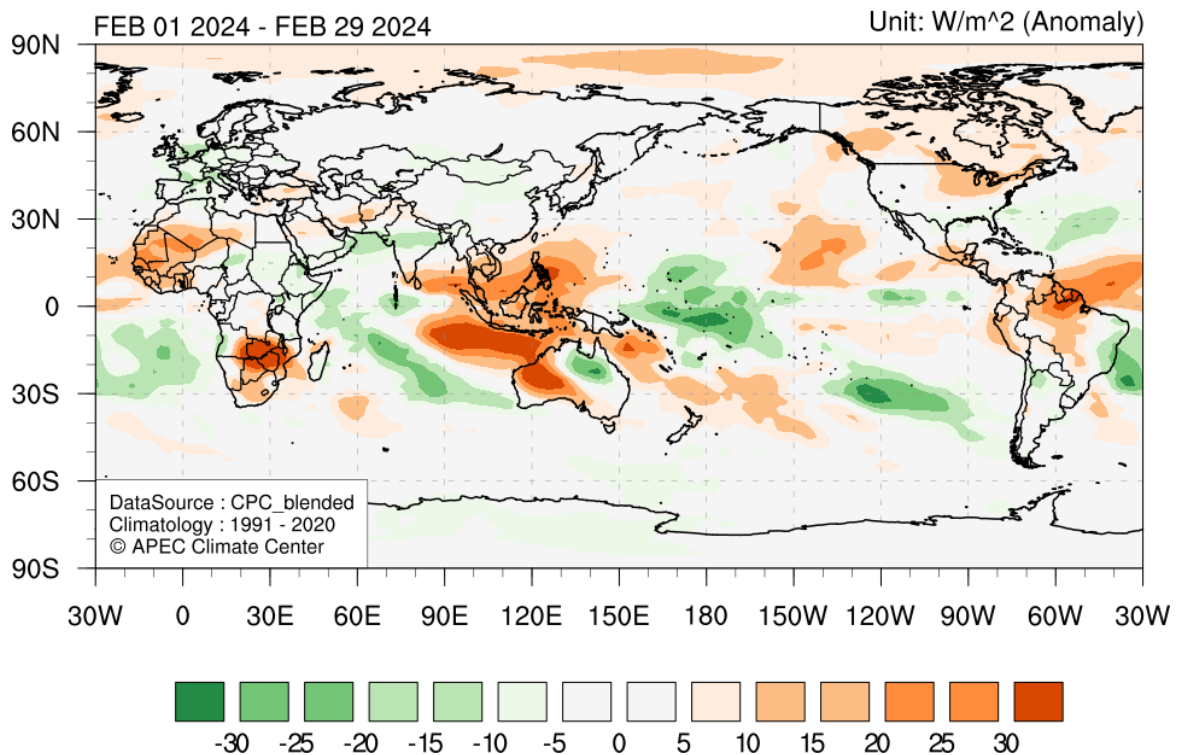 FEB 01 2024 - FEB 29 2024
Unit: W/m^2 (Anomaly)
90N
60N
30N
0
30S
60S
90S
DataSource : CPC_blended
Climatology : 1991 - 2020
© APEC Climate Center
30W 0 30E 60E 90E 120E 150E 180 150W 120W 90W 60W 30W
-30 -25 -20 -15 -10 -5 0 5 10 15 20 25 30